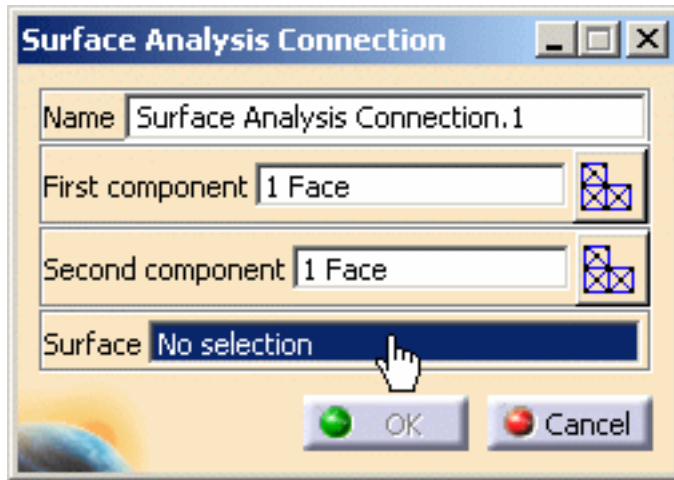 Surface Analysis Connection
Name Surface Analysis Connection.1
First component 1 Face
Second component 1 Face
Surface No selection
OK Cancel